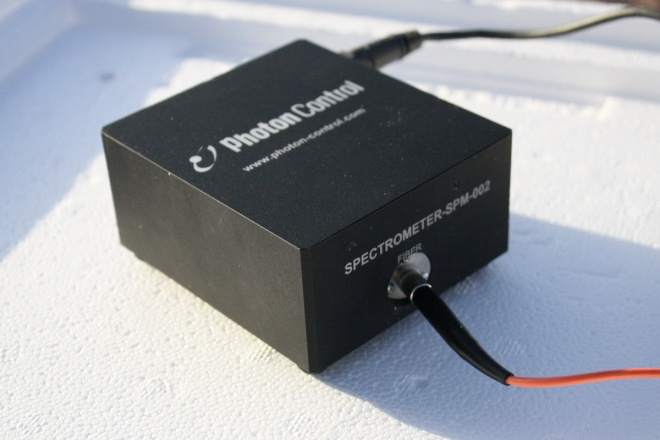 Photon Control
www.photon-control.com
SPECTROMETER-SPM-002
FIBER